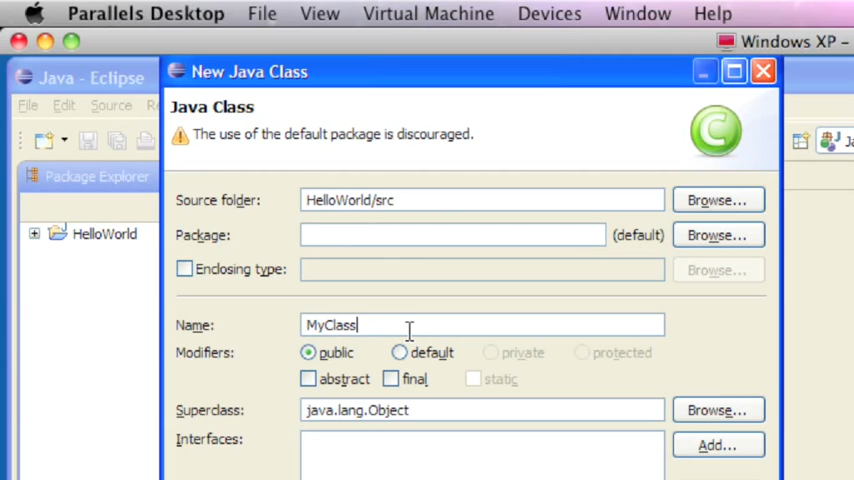 Parallels Desktop File View Virtual Machine Devices Window Help
Windows XP –
Java - Eclipse
New Java Class
File Edit Source
Java Class
The use of the default package is discouraged.
Package Explorer
HelloWorld
Source folder: HelloWorld/src Browse...
Package: (default) Browse...
Enclosing type: Browse...
Name: MyClass
Modifiers: public default private protected
abstract final static
Superclass: java.lang.Object Browse...
Interfaces: Add...